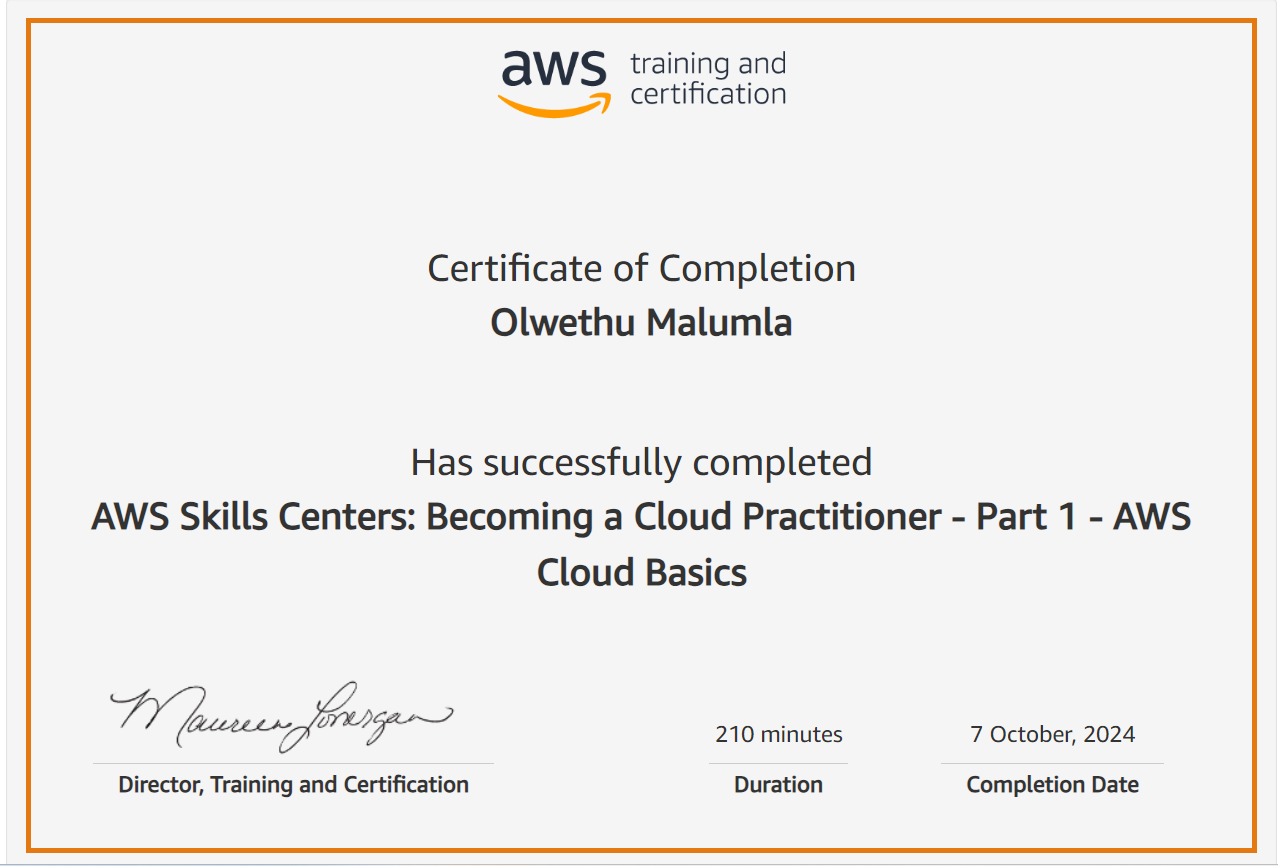 aws training and
certification
Certificate of Completion
Olwethu Malumla
Has successfully completed
AWS Skills Centers: Becoming a Cloud Practitioner - Part 1 - AWS
Cloud Basics
Maureen Lonergan
210 minutes
7 October, 2024
Director, Training and Certification
Duration
Completion Date